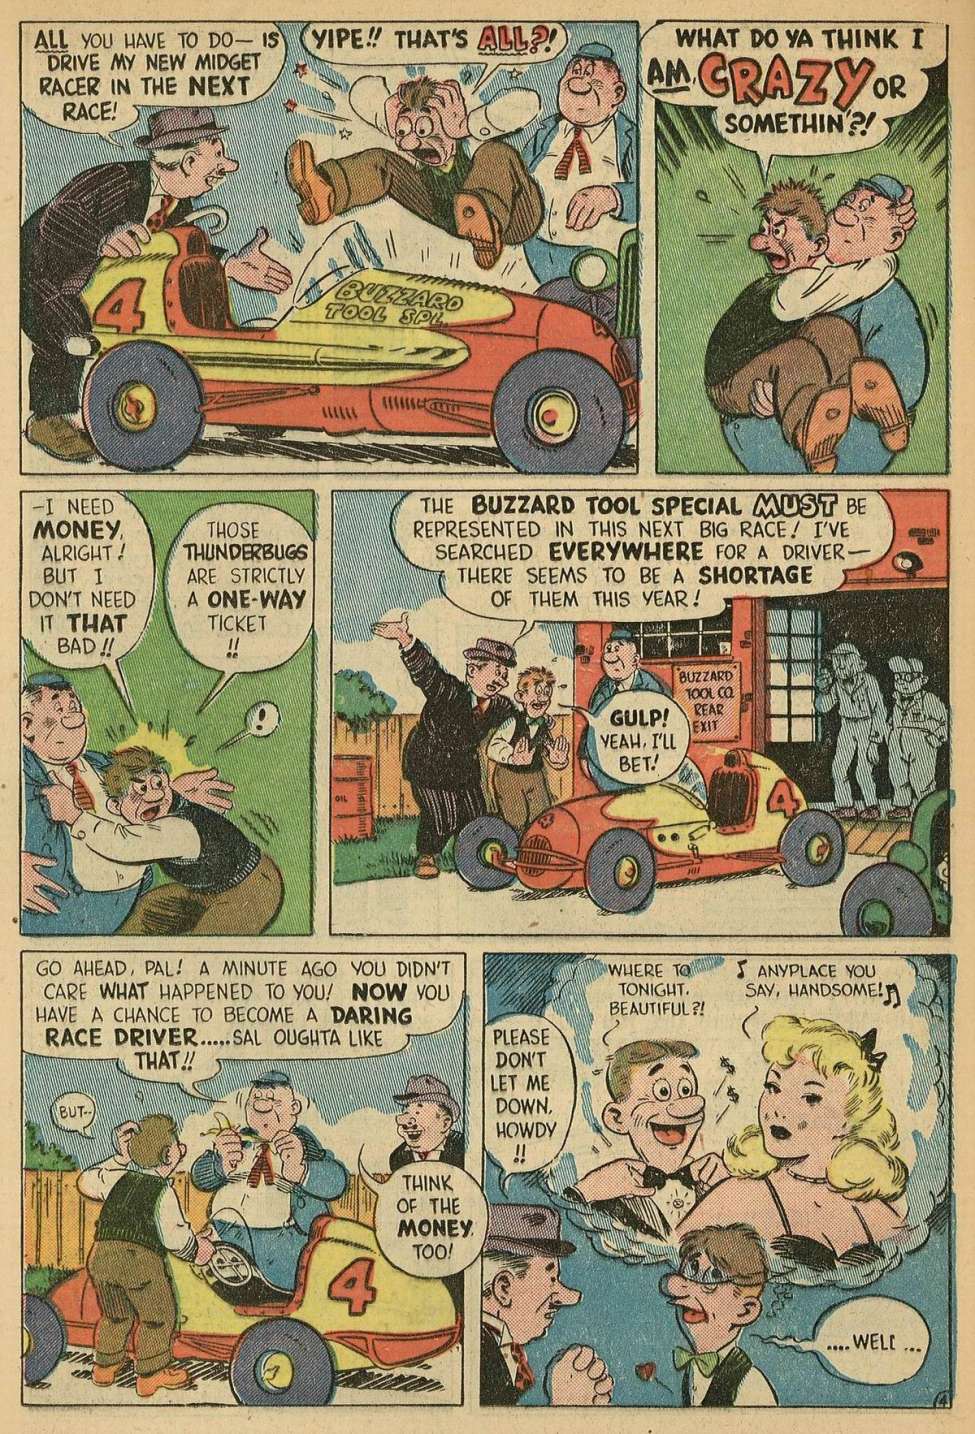 ALL YOU HAVE TO DO— IS
DRIVE MY NEW MIDGET
RACER IN THE NEXT
RACE!
YIPE!! THAT'S ALL?!
4
BUZZARD
TOOL SPL.
WHAT DO YA THINK I
AM, CRAZY OR
SOMETHIN'?!
—I NEED
MONEY,
ALRIGHT!
BUT I
DON'T NEED
IT THAT
BAD!!
THOSE
THUNDERBUGS
ARE STRICTLY
A ONE-WAY
TICKET
!!
!
THE BUZZARD TOOL SPECIAL MUST BE
REPRESENTED IN THIS NEXT BIG RACE! I'VE
SEARCHED EVERYWHERE FOR A DRIVER—
THERE SEEMS TO BE A SHORTAGE
OF THEM THIS YEAR!
GULP!
YEAH, I'LL
BET!
BUZZARD
TOOL CO.
REAR
EXIT
OIL
4
GO AHEAD, PAL! A MINUTE AGO YOU DIDN'T
CARE WHAT HAPPENED TO YOU! NOW YOU
HAVE A CHANCE TO BECOME A DARING
RACE DRIVER.....SAL OUGHTA LIKE
THAT!!
BUT--
THINK
OF THE
MONEY,
TOO!
4
PLEASE
DON'T
LET ME
DOWN,
HOWDY
!!
WHERE TO
TONIGHT,
BEAUTIFUL?!
♪ ANYPLACE YOU
SAY, HANDSOME! ♫
$
$
$
....WELL ...
4